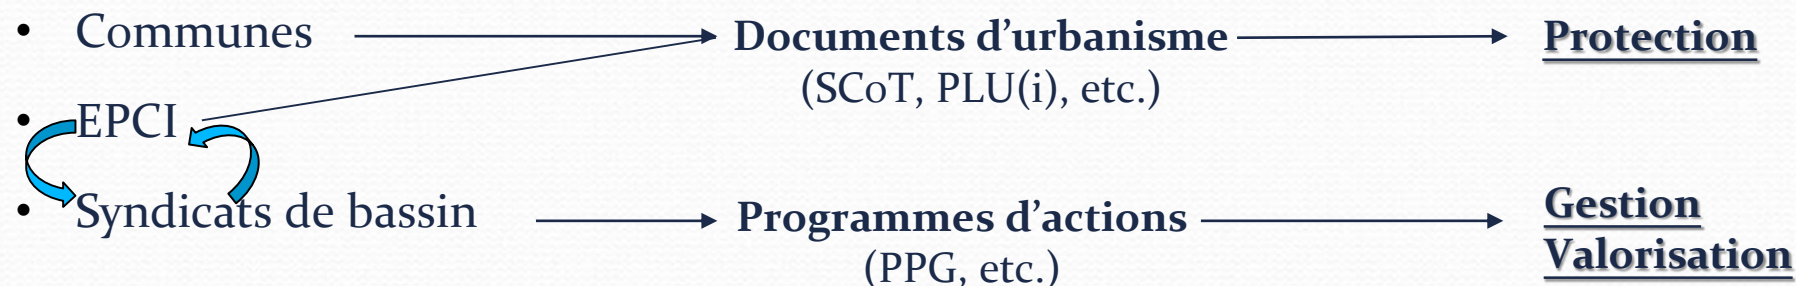 • Communes
Documents d’urbanisme
(SCoT, PLU(i), etc.)
Protection
• EPCI
• Syndicats de bassin
Programmes d’actions
(PPG, etc.)
Gestion
Valorisation